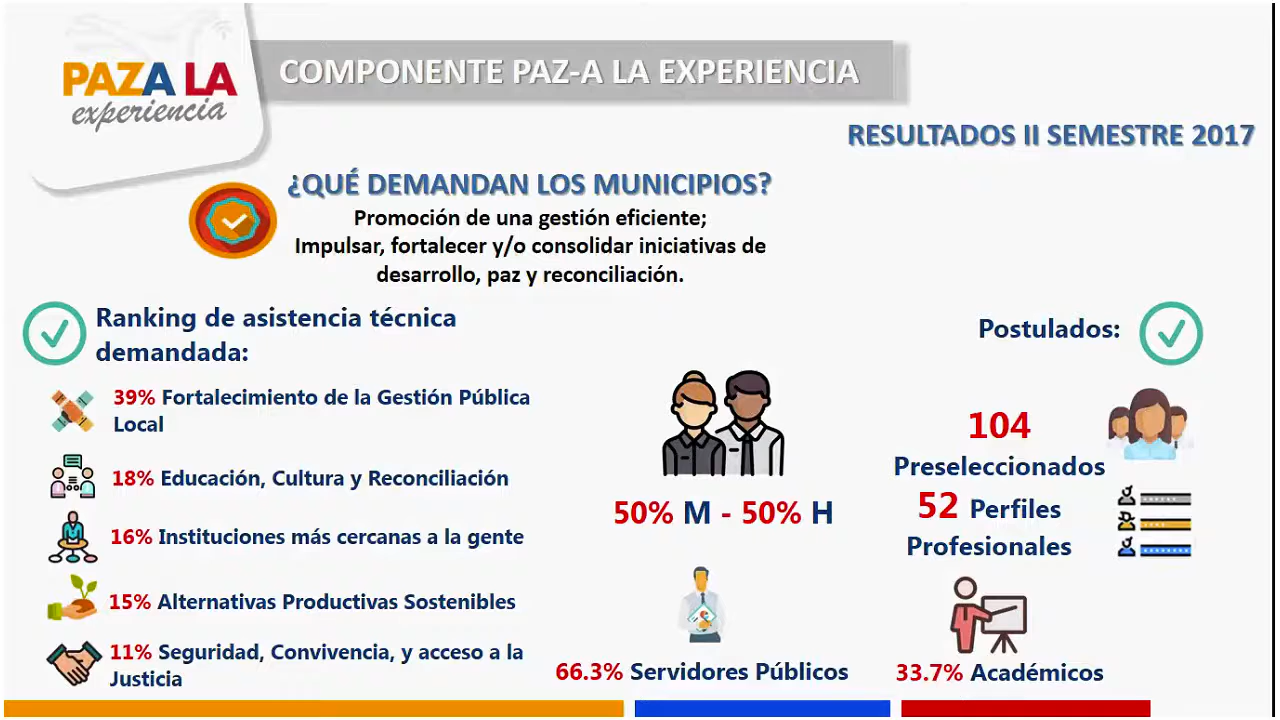 PAZA LA
experiencia
COMPONENTE PAZ-A LA EXPERIENCIA
RESULTADOS II SEMESTRE 2017
¿QUÉ DEMANDAN LOS MUNICIPIOS?
Promoción de una gestión eficiente;
Impulsar, fortalecer y/o consolidar iniciativas de
desarrollo, paz y reconciliación.
Ranking de asistencia técnica
demandada:
39% Fortalecimiento de la Gestión Pública
Local
18% Educación, Cultura y Reconciliación
16% Instituciones más cercanas a la gente
15% Alternativas Productivas Sostenibles
11% Seguridad, Convivencia, y acceso a la
Justicia
50% M - 50% H
66.3% Servidores Públicos
Postulados:
104
Preseleccionados
52 Perfiles
Profesionales
33.7% Académicos